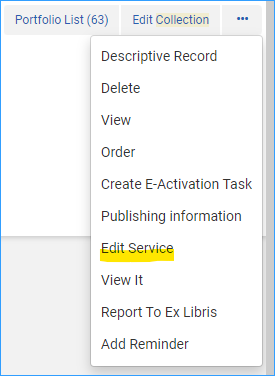 Portfolio List (63) Edit Collection •••
Descriptive Record
Delete
View
Order
Create E-Activation Task
Publishing information
Edit Service
View It
Report To Ex Libris
Add Reminder